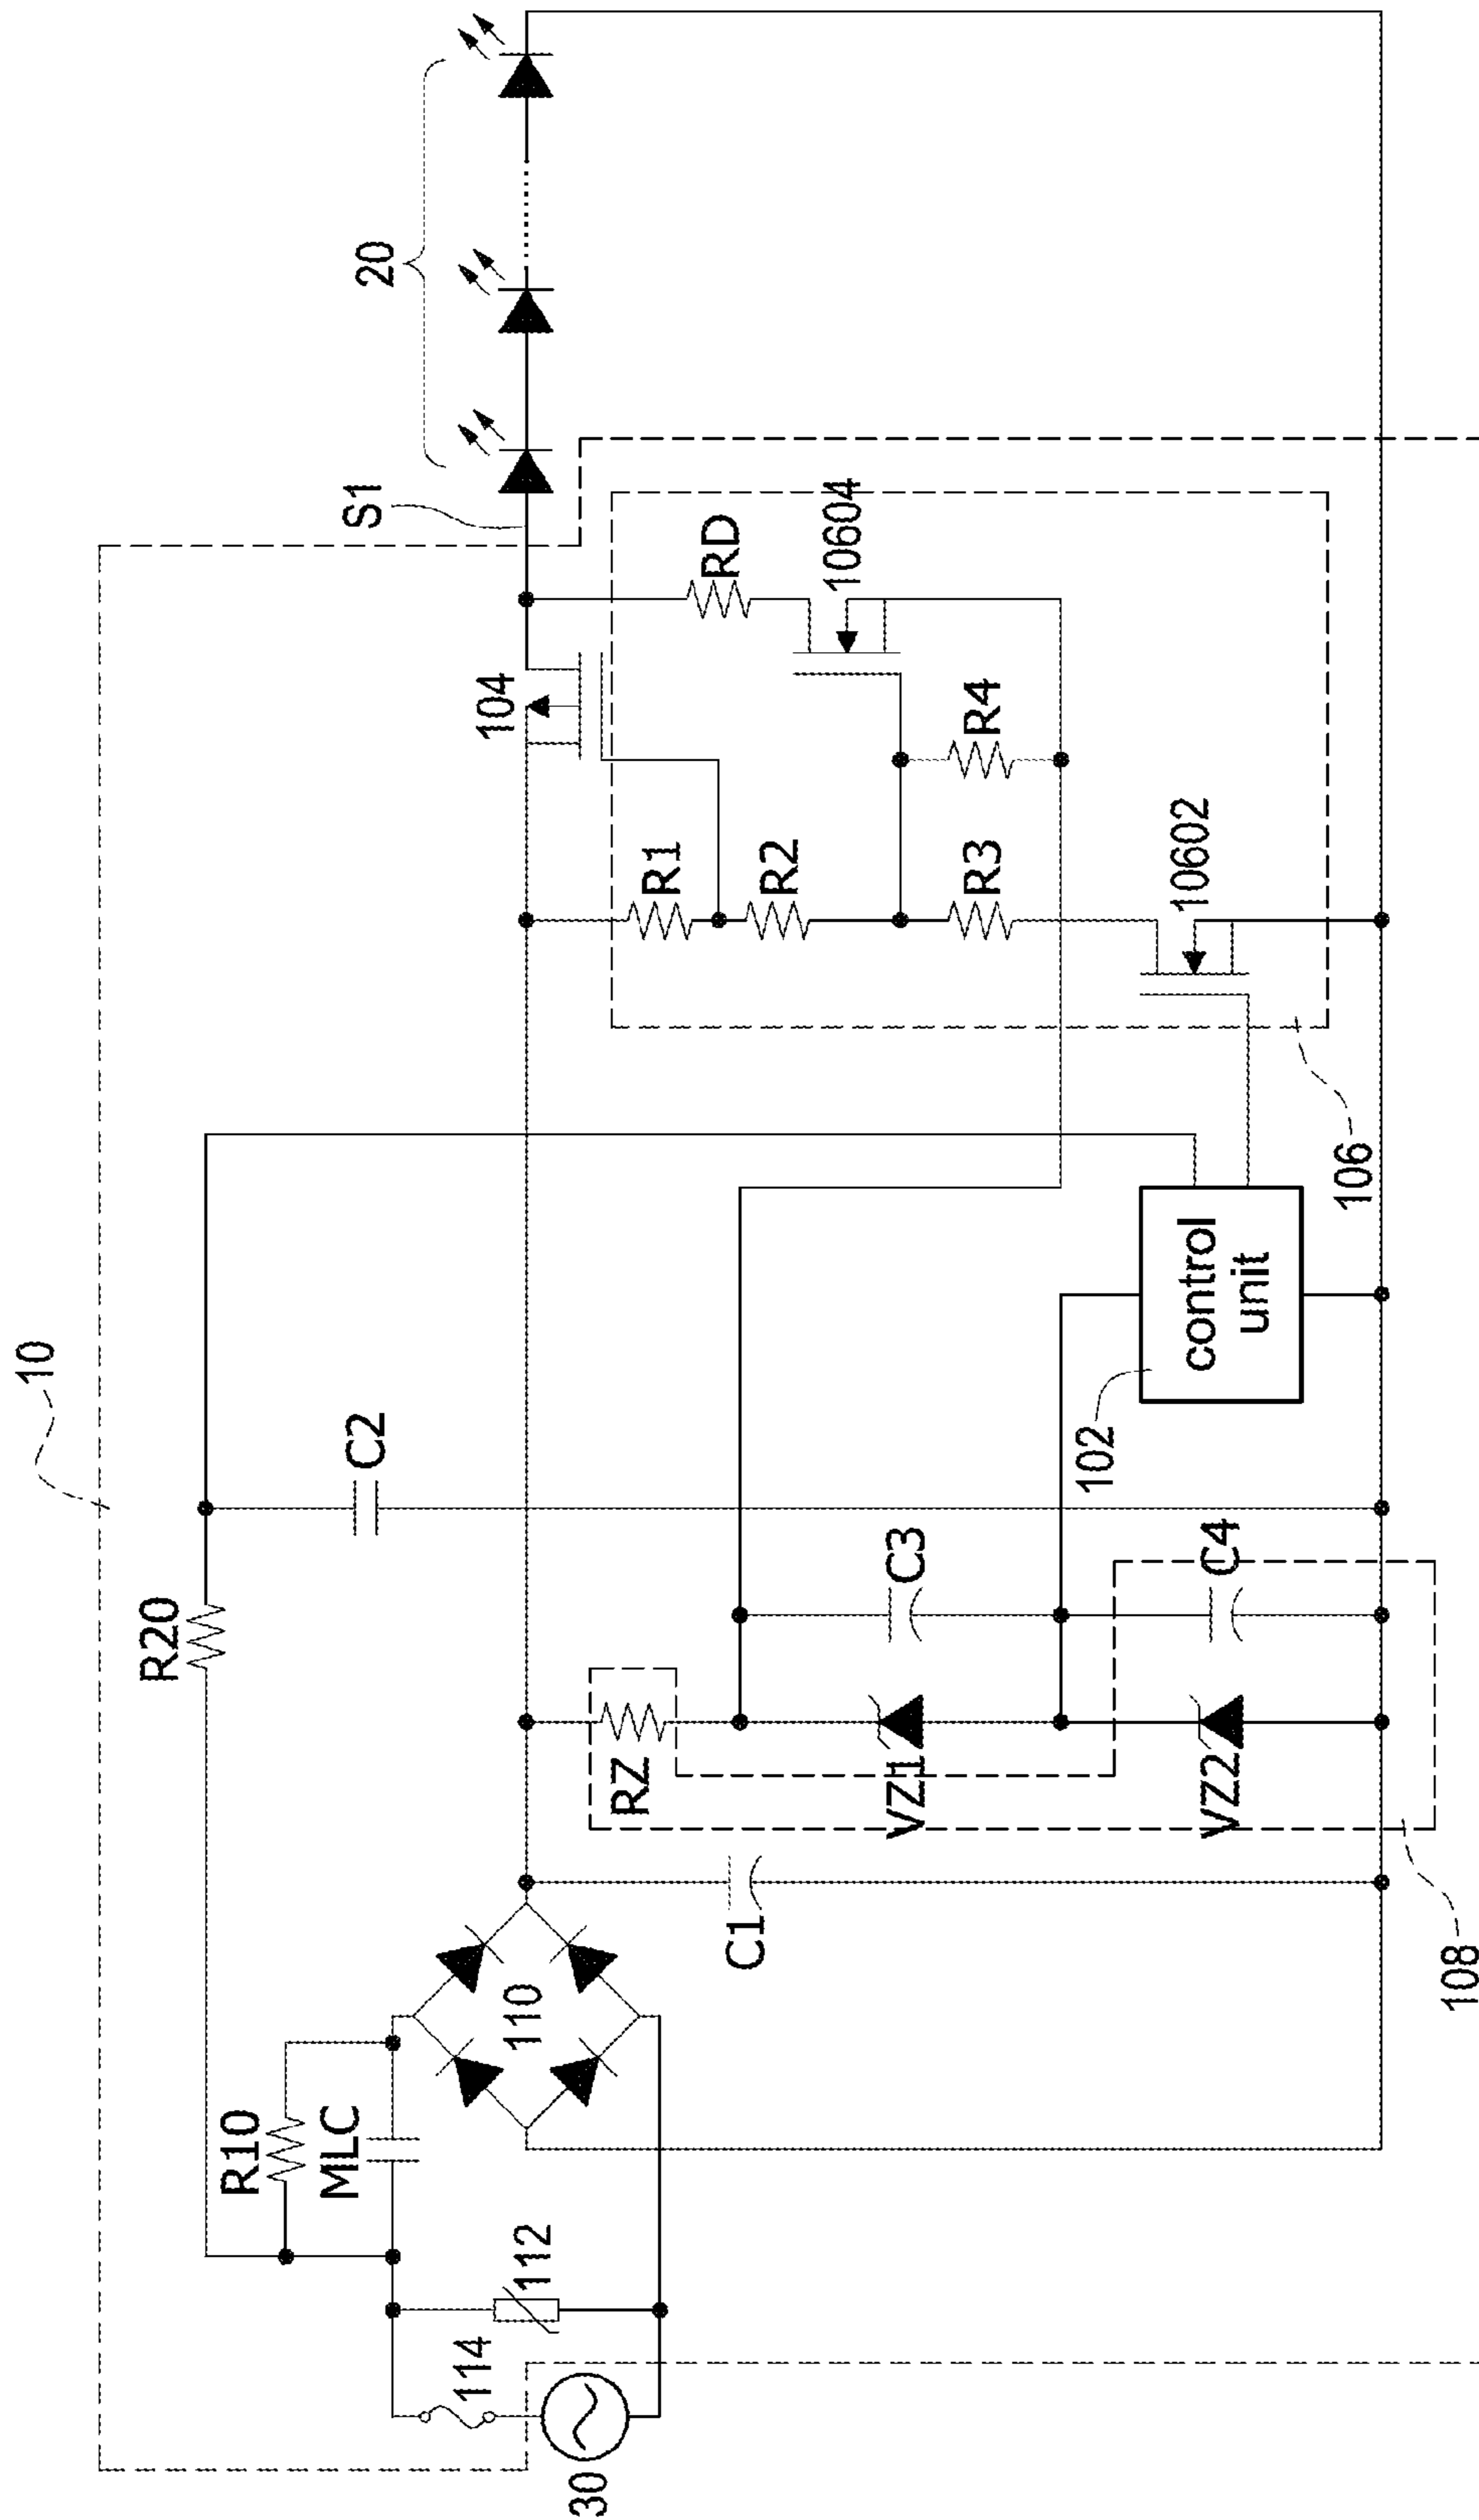 10
R20
C2
20
S1
R10
MLC
104
114
112
110
30
RZ
C1
R1
RD
R2
10604
VZ1
C3
R3
R4
102
control
unit
10602
VZ2
C4
106
108